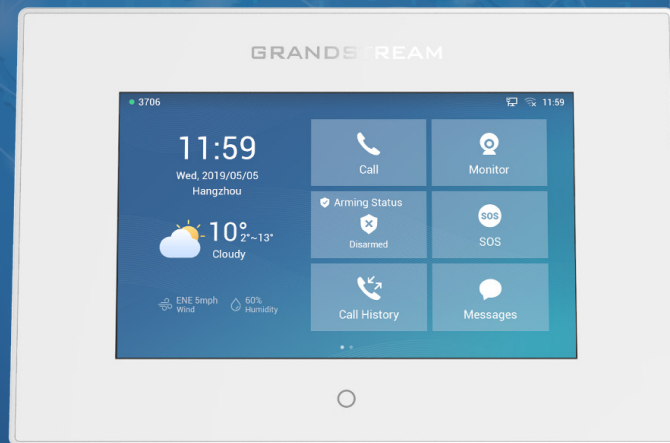 GRANDSTREAM
3706
11:59
11:59
Wed, 2019/05/05
Hangzhou
10°
2°~13°
Cloudy
ENE 5mph
Wind
60%
Humidity
Call
Monitor
Arming Status
Disarmed
SOS
SOS
Call History
Messages